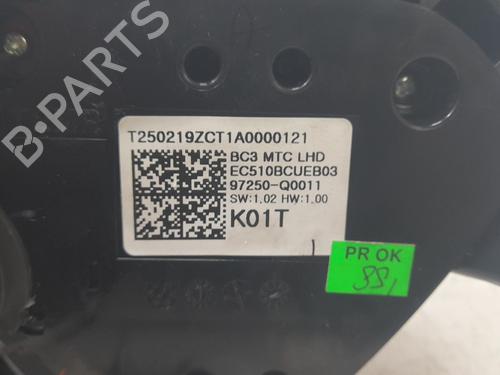 B-PARTS
T250219ZCT1A0000121
BC3 MTC LHD
EC510BCUEB03
97250-Q0011
SW:1.02 HW:1.00
K01T
PR OK